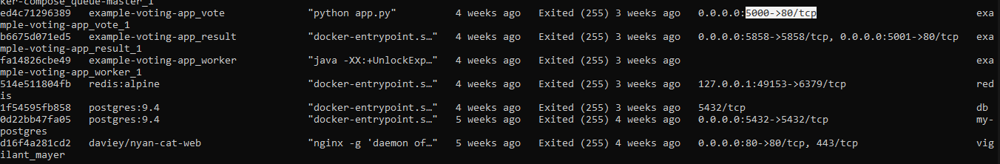 ker-compose_queue-master_1
ed4c71296389 example-voting-app_vote "python app.py" 4 weeks ago Exited (255) 3 weeks ago 0.0.0.0:5000->80/tcp exa
mple-voting-app_vote_1
b6675d071ed5 example-voting-app_result "docker-entrypoint.s…" 4 weeks ago Exited (255) 3 weeks ago 0.0.0.0:5858->5858/tcp, 0.0.0.0:5001->80/tcp exa
mple-voting-app_result_1
fa14826cbe49 example-voting-app_worker "java -XX:+UnlockExp…" 4 weeks ago Exited (255) 3 weeks ago exa
mple-voting-app_worker_1
514e511804fb redis:alpine "docker-entrypoint.s…" 4 weeks ago Exited (255) 3 weeks ago 127.0.0.1:49153->6379/tcp red
is
1f54595fb858 postgres:9.4 "docker-entrypoint.s…" 4 weeks ago Exited (255) 3 weeks ago 5432/tcp db
0d22bb47fa05 postgres:9.4 "docker-entrypoint.s…" 5 weeks ago Exited (255) 4 weeks ago 0.0.0.0:5432->5432/tcp my-
postgres
d16f4a281cd2 daviey/nyan-cat-web "nginx -g 'daemon of…" 5 weeks ago Exited (255) 4 weeks ago 0.0.0.0:80->80/tcp, 443/tcp vig
ilant_mayer